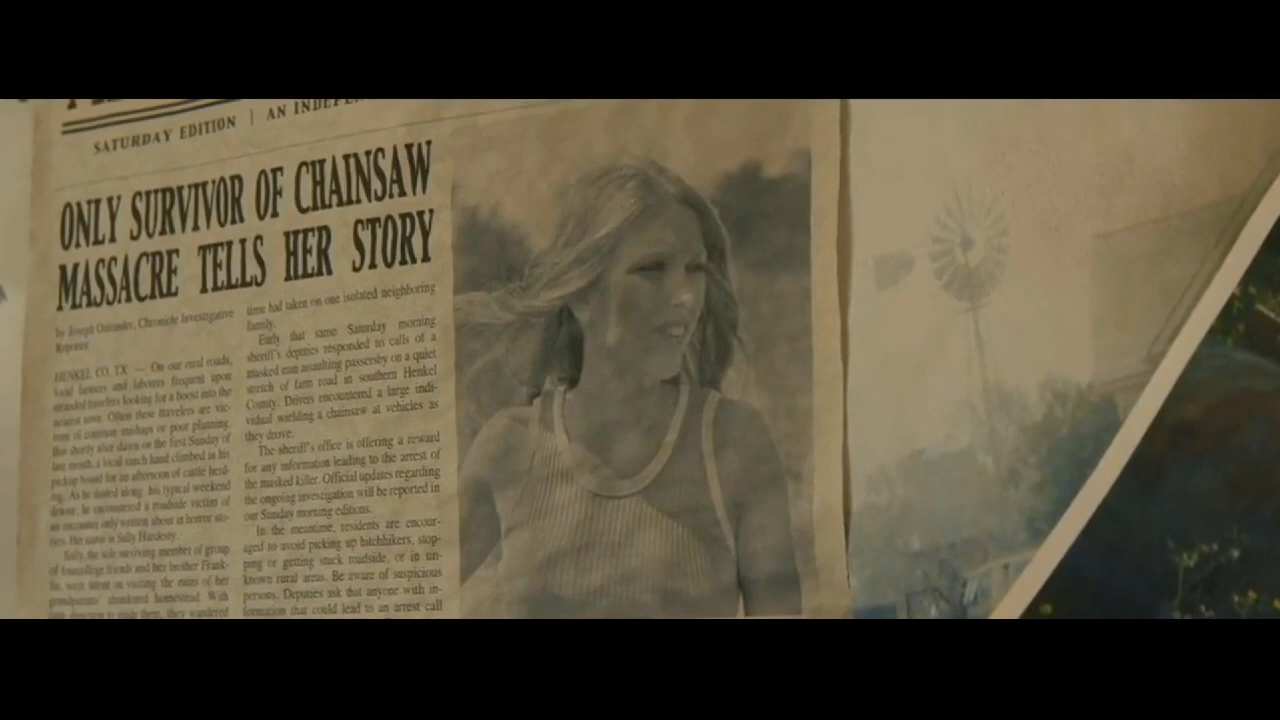 SATURDAY EDITION | AN INDEPEN
ONLY SURVIVOR OF CHAINSAW
MASSACRE TELLS HER STORY
by Joseph Ostrander, Chronicle Investigative
Reporter
HENKEL CO. TX — On our rural roads,
local farmers and laborers frequent upon
stranded travelers looking for a boost into the
nearest town. Often these travelers are vic-
tims of common mishaps or poor planning.
But shortly after dawn on the first Sunday of
last month, a local ranch hand climbed in his
pickup bound for an afternoon of cattle herd-
ing. As he dusted along, his typical weekend
detour, he encountered a roadside victim of
an encounter only written about in horror sto-
ries. Her name is Sally Hardesty.
Sally, the sole surviving member of group
of four
friends and her brother Frank-
lin, were intent on visiting the ruins of her
grandparents' abandoned homestead. With
direction to guide them, they wandered
time had taken on one isolated neighboring
family.
Early that same Saturday morning
sheriff's deputies responded to calls of a
masked man assaulting passersby on a quiet
stretch of farm road in southern Henkel
County. Drivers encountered a large indi-
vidual wielding a chainsaw at vehicles as
they drove.
The sheriff's office is offering a reward
for any information leading to the arrest of
the masked killer. Official updates regarding
the ongoing investigation will be reported in
our Sunday morning editions.
In the meantime, residents are encour-
aged to avoid picking up hitchhikers, stop-
ping or getting stuck roadside, or in un-
known rural areas. Be aware of suspicious
persons. Deputies ask that anyone with in-
formation that could lead to an arrest call